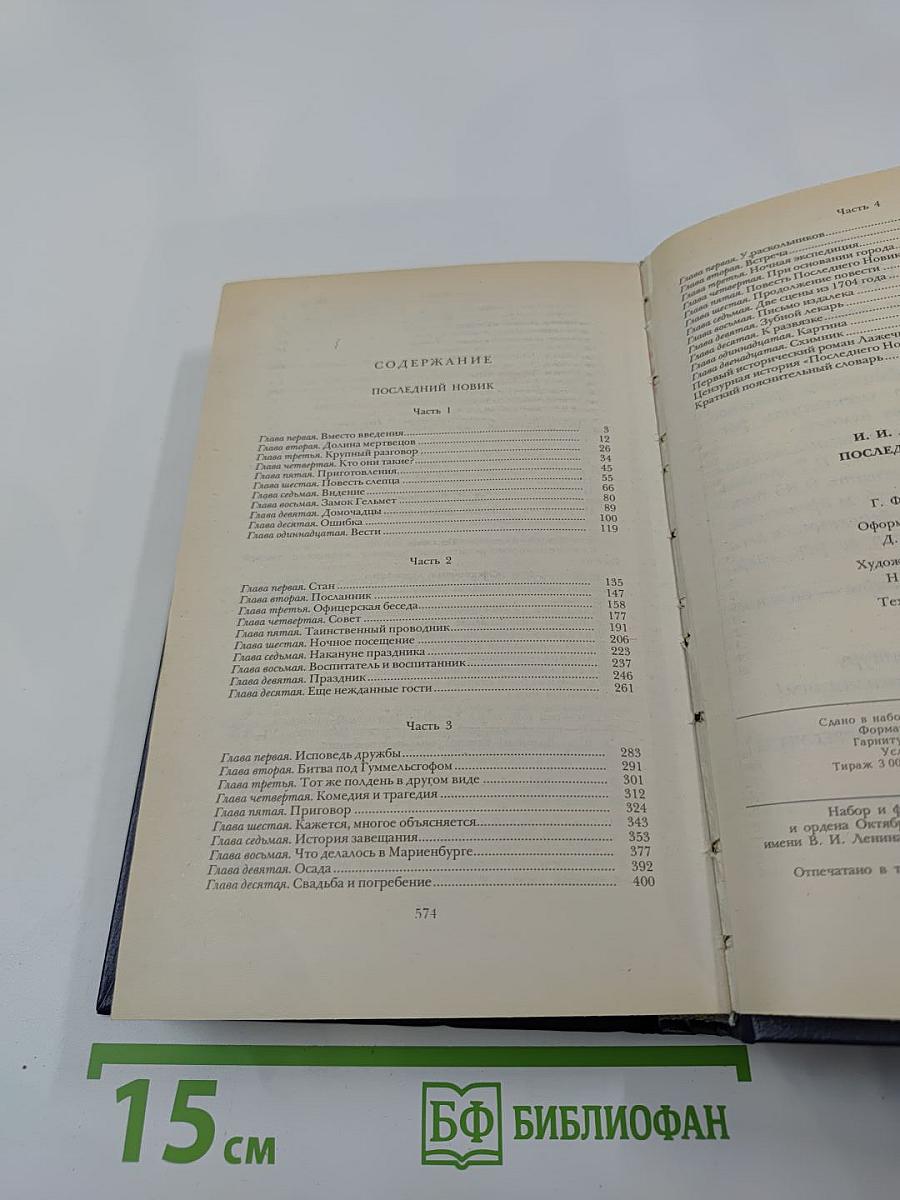 СОДЕРЖАНИЕ
ПОСЛЕДНИЙ НОВИК
Часть 1
Глава первая. Вместо введения 3
Глава вторая. Долина мертвецов 12
Глава третья. Крупный разговор 26
Глава четвертая. Кто они такие? 34
Глава пятая. Приготовления 45
Глава шестая. Повесть слепца 55
Глава седьмая. Видение 66
Глава восьмая. Замок Гельмет 80
Глава девятая. Домочадцы 89
Глава десятая. Ошибка 100
Глава одиннадцатая. Вести 119
Часть 2
Глава первая. Стан 135
Глава вторая. Посланник 147
Глава третья. Офицерская беседа 158
Глава четвертая. Совет 177
Глава пятая. Таинственный проводник 191
Глава шестая. Ночное посещение 206
Глава седьмая. Накануне праздника 223
Глава восьмая. Воспитатель и воспитанник 237
Глава девятая. Праздник 246
Глава десятая. Еще нежданные гости 261
Часть 3
Глава первая. Исповедь дружбы 283
Глава вторая. Битва под Гуммельсгофом 291
Глава третья. Тот же полдень в другом виде 301
Глава четвертая. Комедия и трагедия 312
Глава пятая. Приговор 324
Глава шестая. Кажется, многое объясняется 343
Глава седьмая. История завещания 353
Глава восьмая. Что делалось в Мариенбурге 377
Глава девятая. Осада 392
Глава десятая. Свадьба и погребение 400
574
Часть 4
Глава первая. У раскольников
Глава вторая. Встреча
Глава третья. Ночная экспедиция
Глава четвертая. При основании города
Глава пятая. Повесть Последнего Новик
Глава шестая. Продолжение повести
Глава седьмая. Две сцены из 1704 года
Глава восьмая. Письмо издалека
Глава девятая. Зубной лекарь
Глава десятая. К развязке
Глава одиннадцатая. Картина
Глава двенадцатая. Схимник
Первый исторический роман Лажеч
Цензурная история «Последнего Но
Краткий пояснительный словарь
И. И.
ПОСЛЕД
Г. Ф
Оформ
Д.
Худож
Н
Тех
Сдано в набо
Форма
Гарниту
Усл
Тираж 3 00
Набор и ф
и ордена Октябр
имени В. И. Ленина
Отпечатано в т
15 см
БФ БИБЛИОФАН